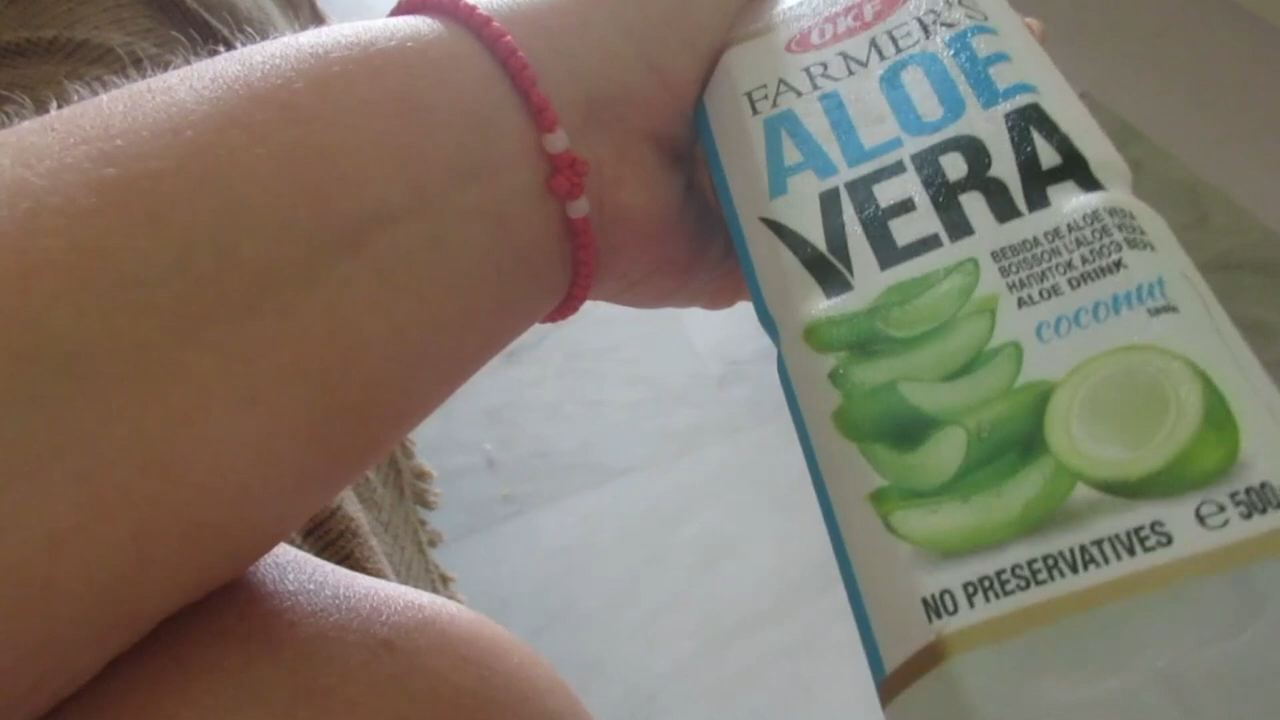 OKF
FARMER'S
ALOE
VERA
BEBIDA DE ALOE VERA
BOISSON L'ALOE VERA
НАПИТОК АЛОЭ ВЕРА
ALOE DRINK
coconut
NO PRESERVATIVES
e 500